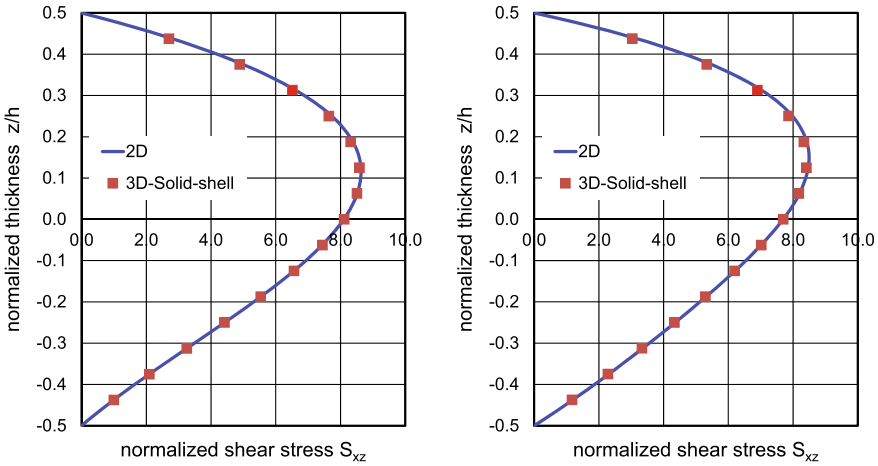 0.5
0.4
0.3
0.2
0.1
0.0
-0.1
-0.2
-0.3
-0.4
-0.5
0.0 2.0 4.0 6.0 8.0 10.0
normalized thickness z/h
2D
3D-Solid-shell
normalized shear stress Sxz
0.5
0.4
0.3
0.2
0.1
0.0
-0.1
-0.2
-0.3
-0.4
-0.5
0.0 2.0 4.0 6.0 8.0 10.0
normalized thickness z/h
2D
3D-Solid-shell
normalized shear stress Sxz